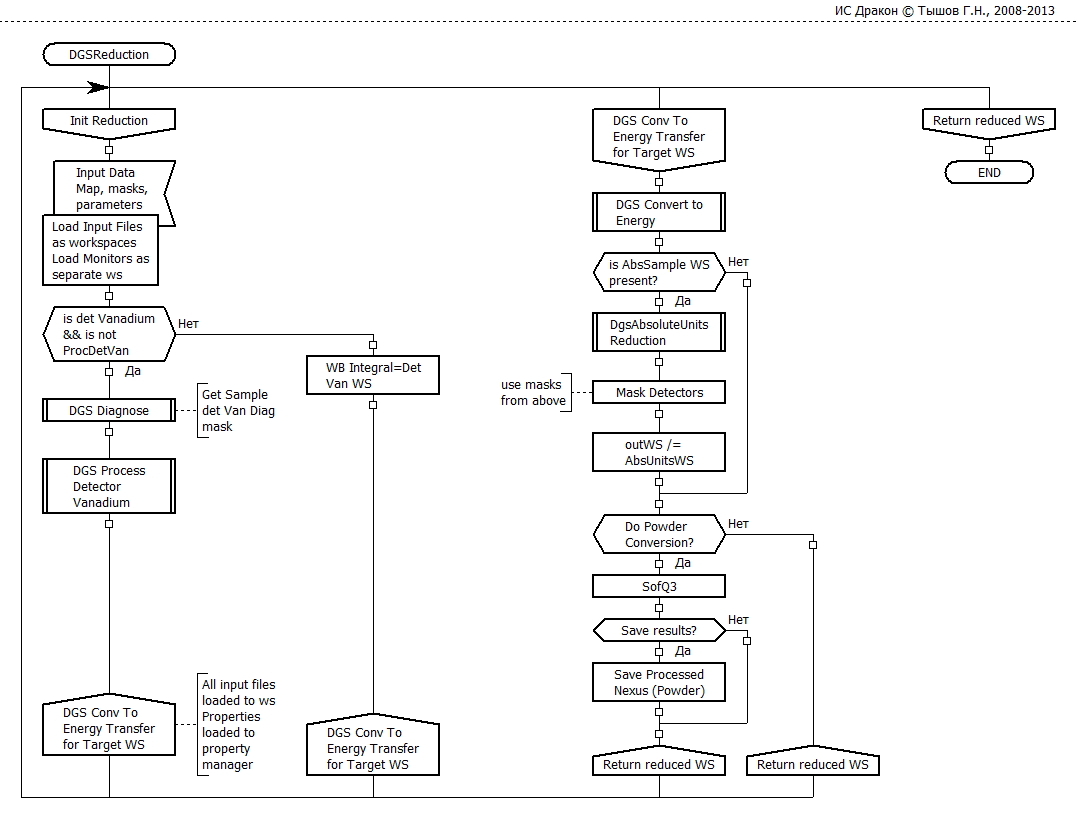 ИС Дракон © Тышов Г.Н., 2008-2013
DGSReduction
Init Reduction
Input Data
Map, masks,
parameters
Load Input Files
as workspaces
Load Monitors as
separate ws
is det Vanadium
&& is not
ProcDetVan
Нет
Да
DGS Diagnose
Get Sample
det Van Diag
mask
DGS Process
Detector
Vanadium
DGS Conv To
Energy Transfer
for Target WS
All input files
loaded to ws
Properties
loaded to
property
manager
WB Integral=Det
Van WS
DGS Conv To
Energy Transfer
for Target WS
DGS Conv To
Energy Transfer
for Target WS
DGS Convert to
Energy
is AbsSample WS
present?
Нет
Да
DgsAbsoluteUnits
Reduction
use masks
from above
Mask Detectors
outWS /=
AbsUnitsWS
Do Powder
Conversion?
Нет
Да
SofQ3
Save results?
Нет
Да
Save Processed
Nexus (Powder)
Return reduced WS
Return reduced WS
Return reduced WS
END